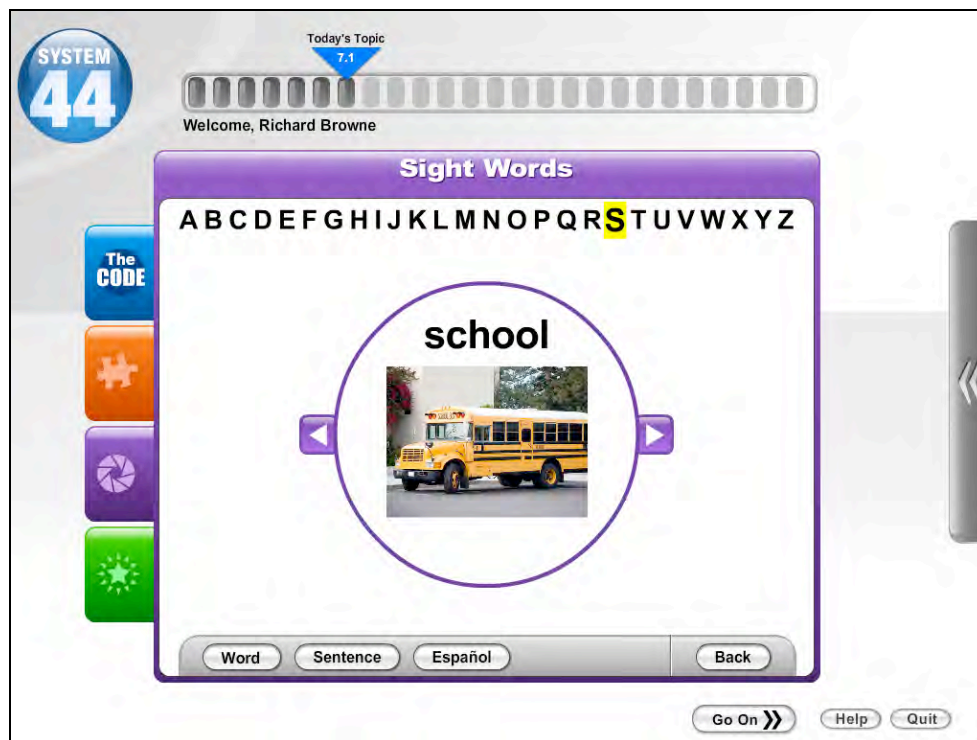 SYSTEM
44
Today's Topic
7.1
Welcome, Richard Browne
Sight Words
A B C D E F G H I J K L M N O P Q R S T U V W X Y Z
The
CODE
school
Word Sentence Español Back
Go On Help Quit